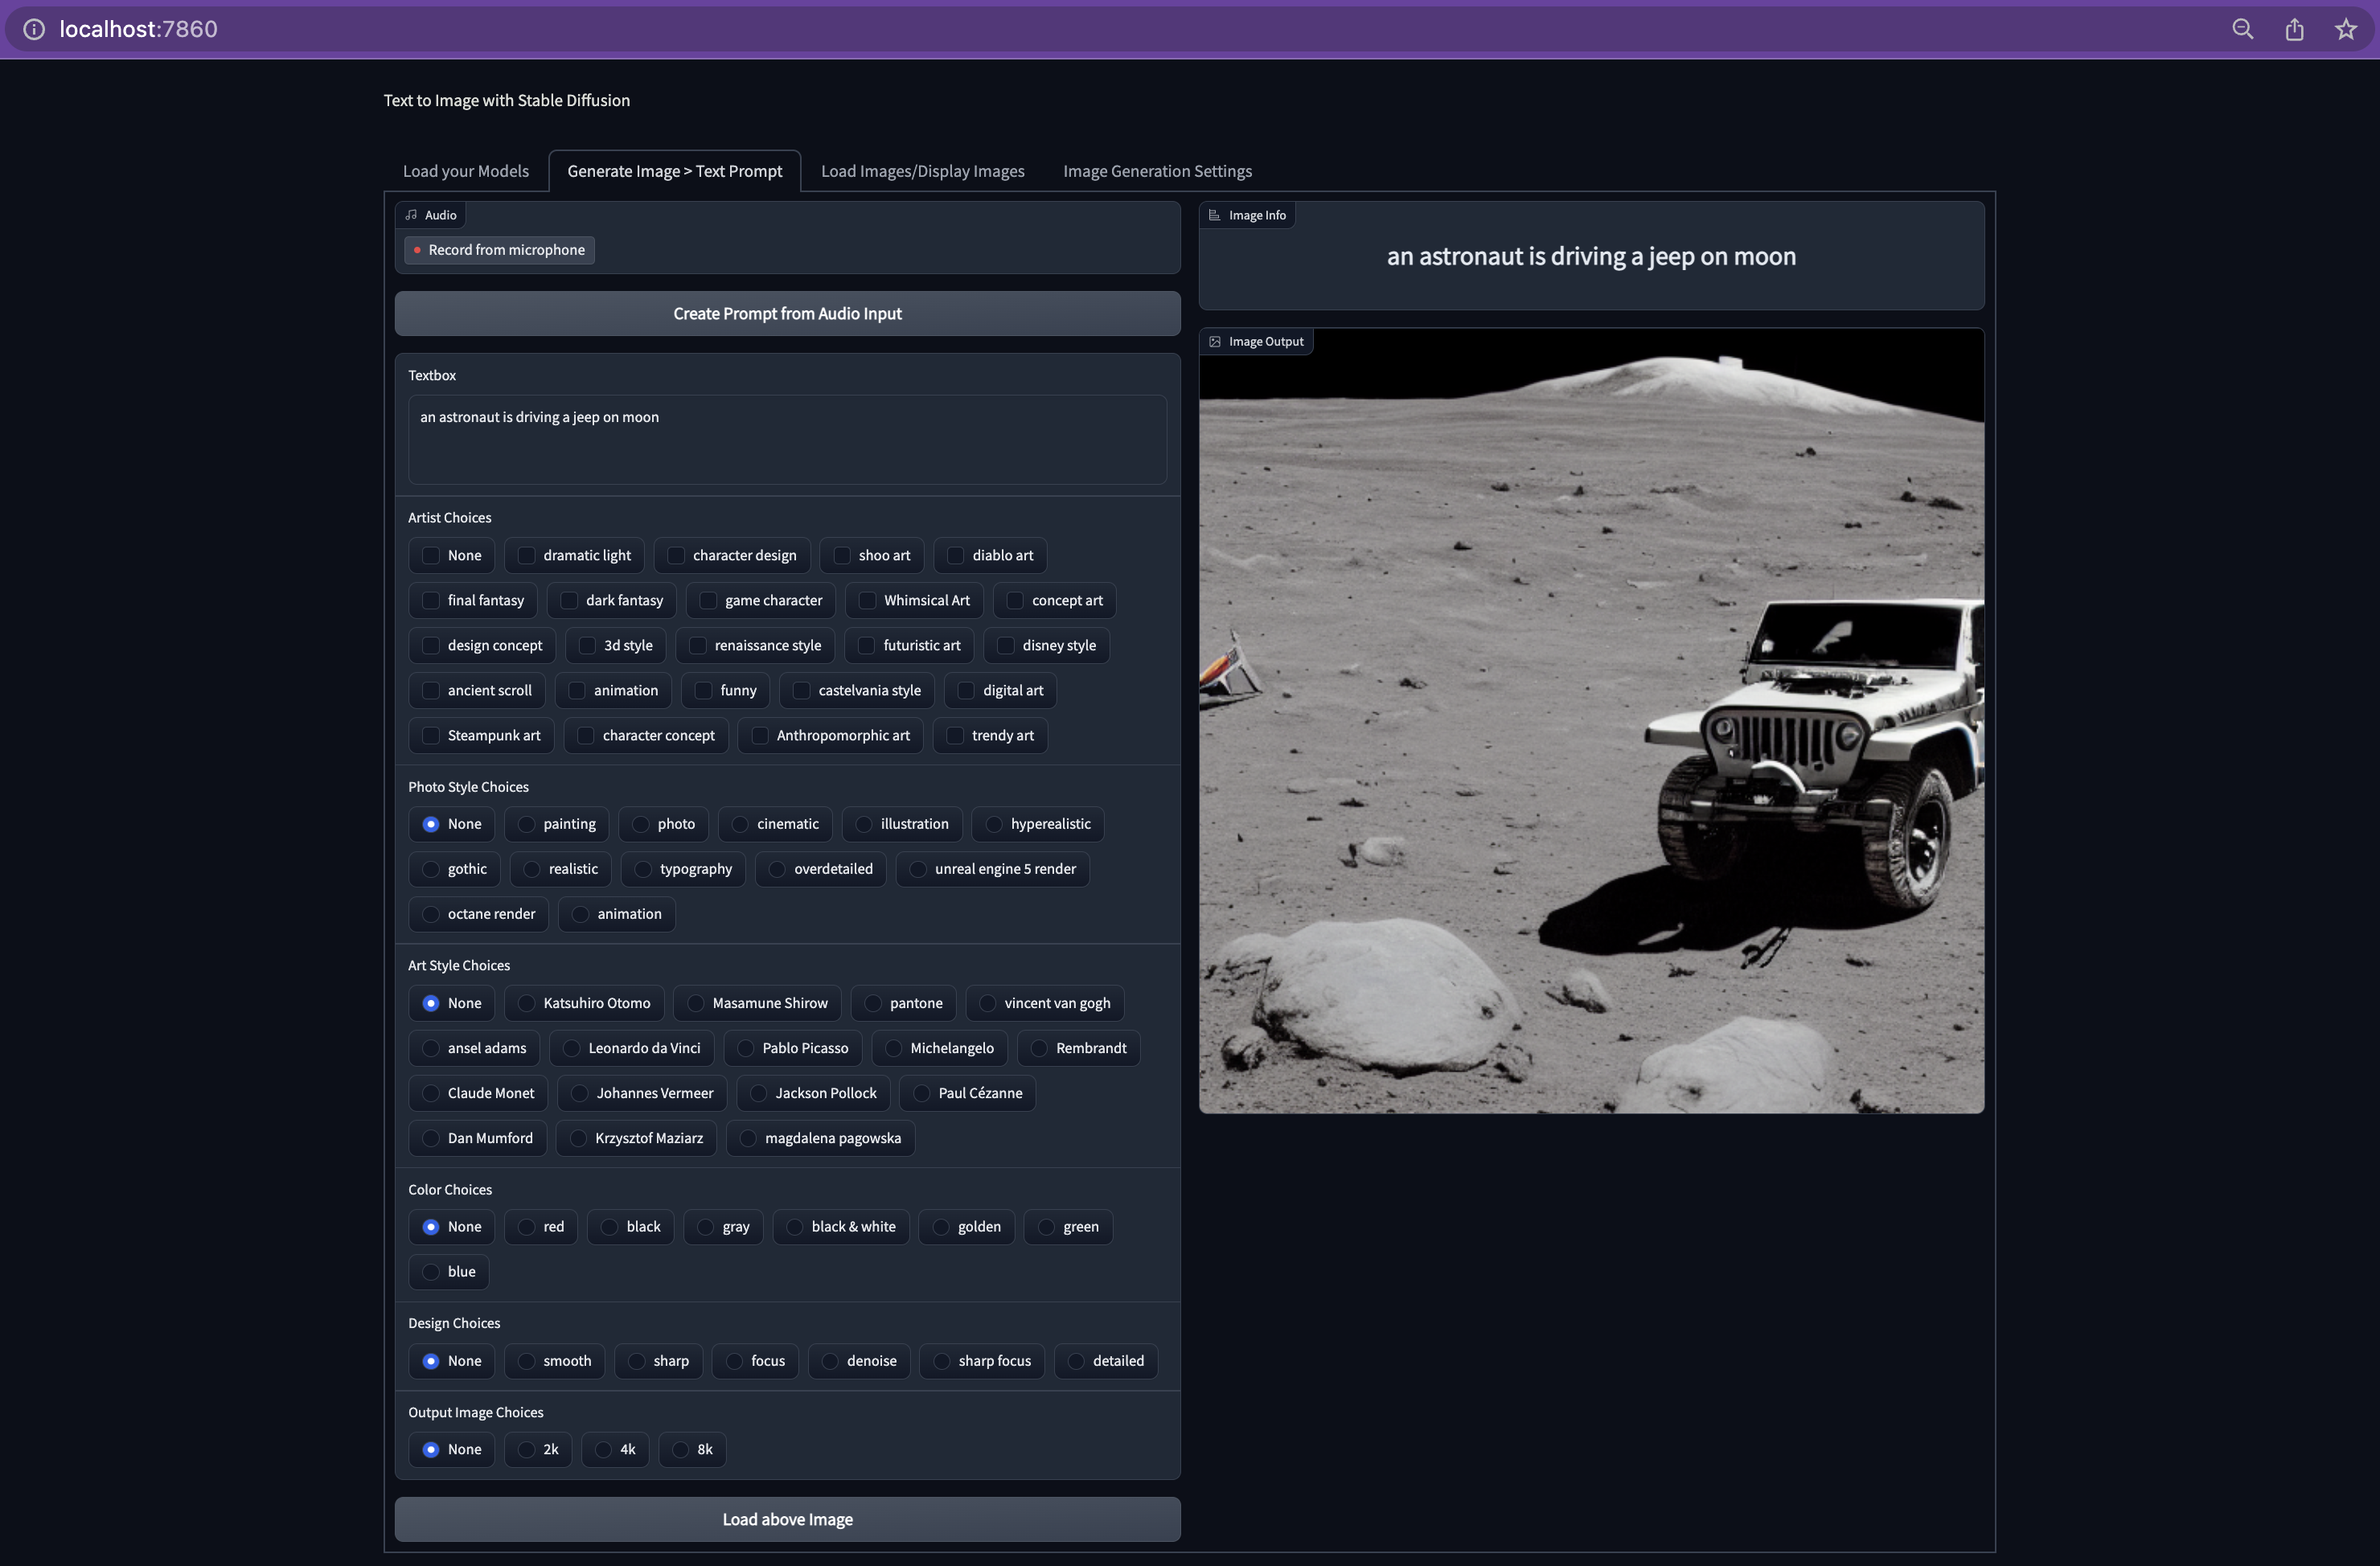 localhost:7860
Text to Image with Stable Diffusion
Load your Models Generate Image > Text Prompt Load Images/Display Images Image Generation Settings
Audio
Record from microphone
Create Prompt from Audio Input
Textbox
an astronaut is driving a jeep on moon
Artist Choices
None dramatic light character design shoo art diablo art
final fantasy dark fantasy game character Whimsical Art concept art
design concept 3d style renaissance style futuristic art disney style
ancient scroll animation funny castelvania style digital art
Steampunk art character concept Anthropomorphic art trendy art
Photo Style Choices
None painting photo cinematic illustration hyperealistic
gothic realistic typography overdetailed unreal engine 5 render
octane render animation
Art Style Choices
None Katsuhiro Otomo Masamune Shirow pantone vincent van gogh
ansel adams Leonardo da Vinci Pablo Picasso Michelangelo Rembrandt
Claude Monet Johannes Vermeer Jackson Pollock Paul Cézanne
Dan Mumford Krzysztof Maziarz magdalena pagowska
Color Choices
None red black gray black & white golden green
blue
Design Choices
None smooth sharp focus denoise sharp focus detailed
Output Image Choices
None 2k 4k 8k
Load above Image
Image Info
an astronaut is driving a jeep on moon
Image Output